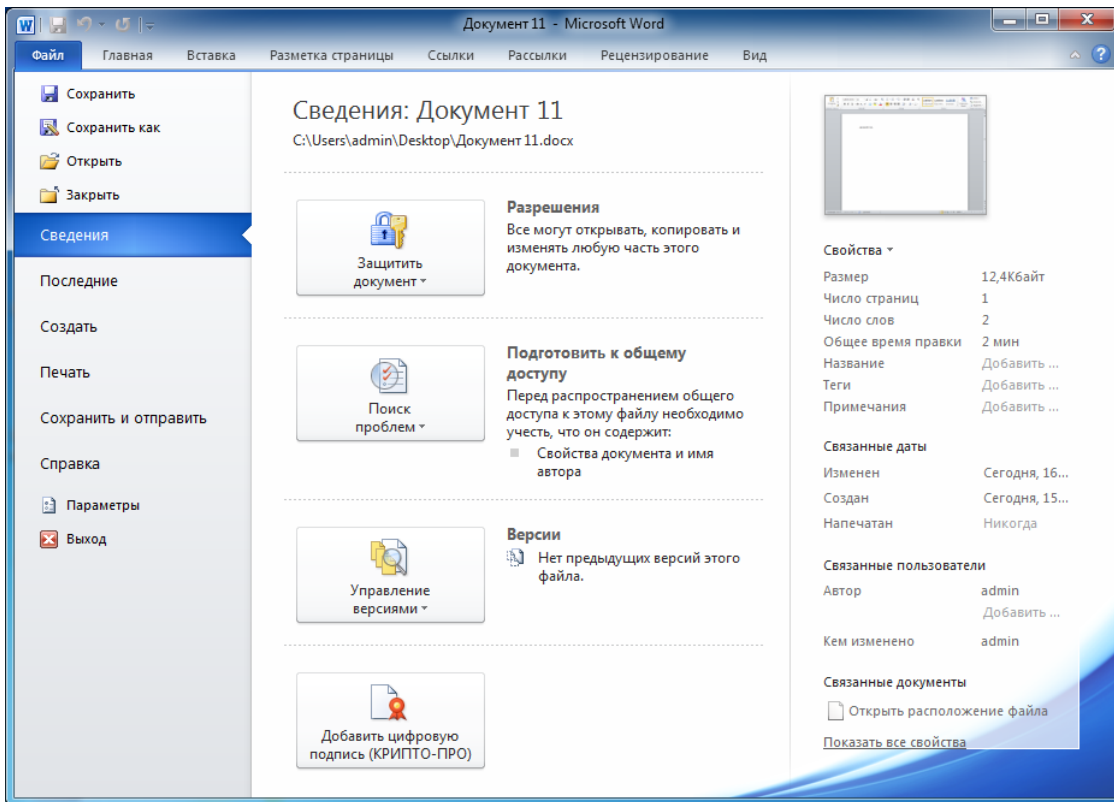 Документ 11 - Microsoft Word
Файл Главная Вставка Разметка страницы Ссылки Рассылки Рецензирование Вид
Сохранить
Сохранить как
Открыть
Закрыть
Сведения
Последние
Создать
Печать
Сохранить и отправить
Справка
Параметры
Выход
Сведения: Документ 11
C:\Users\admin\Desktop\Документ 11.docx
Защитить
документ
Разрешения
Все могут открывать, копировать и
изменять любую часть этого
документа.
Поиск
проблем
Подготовить к общему
доступу
Перед распространением общего
доступа к этому файлу необходимо
учесть, что он содержит:
Свойства документа и имя
автора
Управление
версиями
Версии
Нет предыдущих версий этого
файла.
Добавить цифровую
подпись (КРИПТО-ПРО)
Свойства
Размер 12,4Кбайт
Число страниц 1
Число слов 2
Общее время правки 2 мин
Название Добавить ...
Теги Добавить ...
Примечания Добавить ...
Связанные даты
Изменен Сегодня, 16...
Создан Сегодня, 15...
Напечатан Никогда
Связанные пользователи
Автор admin
Добавить ...
Кем изменено admin
Связанные документы
Открыть расположение файла
Показать все свойства